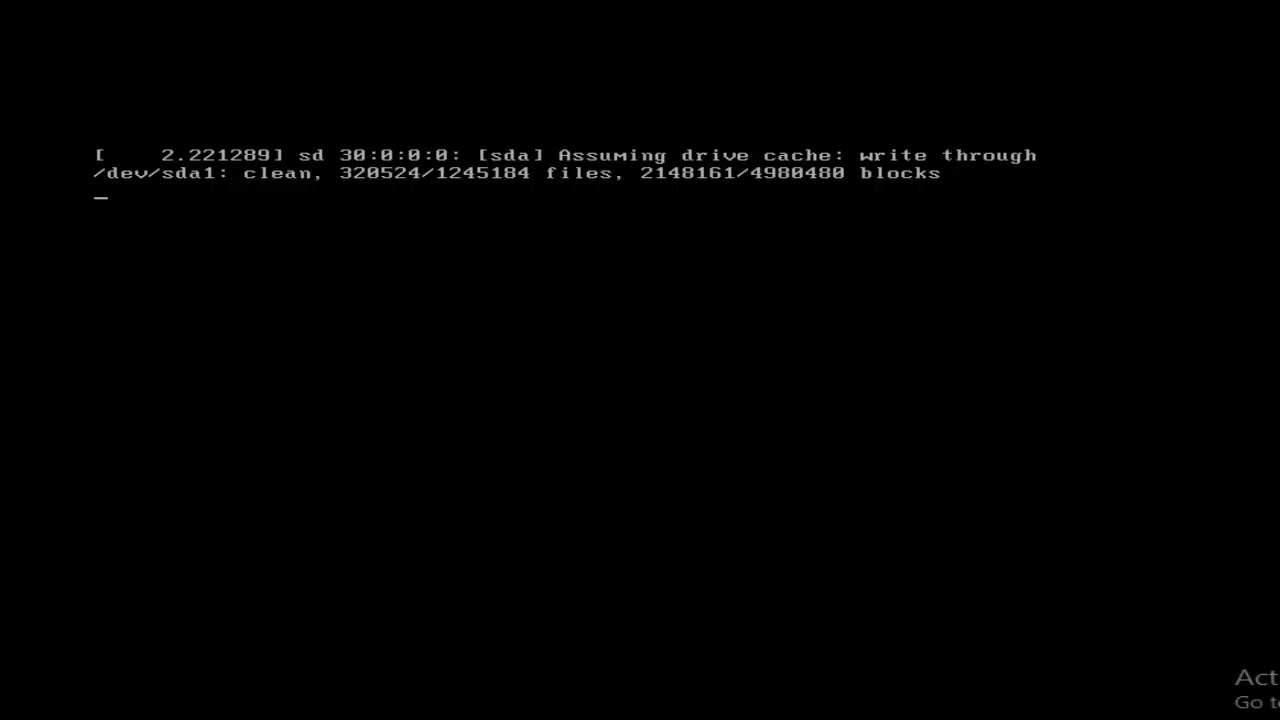 [    2.221289] sd 30:0:0:0: [sda] Assuming drive cache: write through
/dev/sda1: clean, 320524/1245184 files, 2148161/4980480 blocks
Go